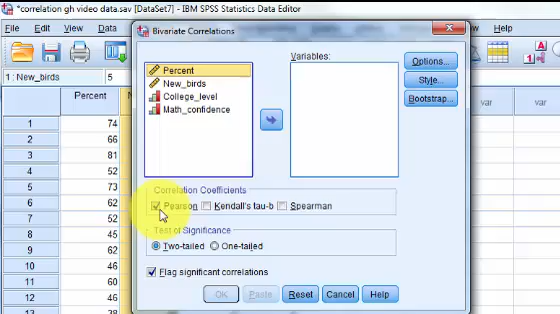 *correlation gh video data.sav [DataSet7] - IBM SPSS Statistics Data Editor
File Edit Help
Bivariate Correlations
1 : New_birds 5
Percent
var var
1 74
2 66
3 81
4 52
5 73
6 62
7 52
8 45
9 62
10 46
11 60
12 46
13 38
Percent
New_birds
College_level
Math_confidence
Variables:
Options...
Style...
Bootstrap...
Correlation Coefficients
Pearson Kendall's tau-b Spearman
Test of Significance
Two-tailed One-tailed
Flag significant correlations
OK Paste Reset Cancel Help